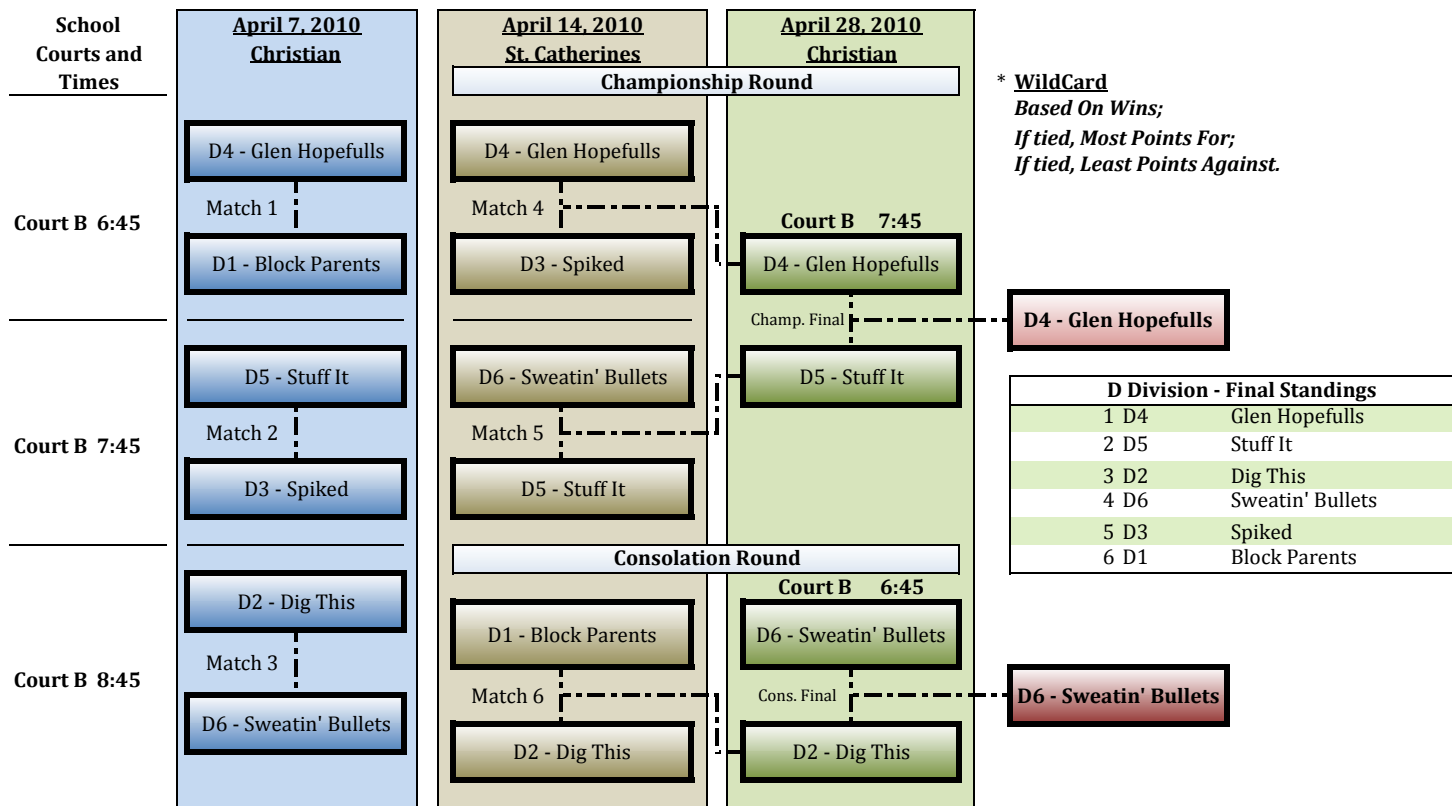 School
Courts and
Times
April 7, 2010
Christian
April 14, 2010
St. Catherines
April 28, 2010
Christian
Championship Round
* WildCard
Based On Wins;
If tied, Most Points For;
If tied, Least Points Against.
Court B 6:45
D4 - Glen Hopefulls
Match 1
D1 - Block Parents
D4 - Glen Hopefulls
Match 4
D3 - Spiked
Court B 7:45
D4 - Glen Hopefulls
Champ. Final
D5 - Stuff It
D4 - Glen Hopefulls
Court B 7:45
D5 - Stuff It
Match 2
D3 - Spiked
D6 - Sweatin' Bullets
Match 5
D5 - Stuff It
D Division - Final Standings
1 D4 Glen Hopefulls
2 D5 Stuff It
3 D2 Dig This
4 D6 Sweatin' Bullets
5 D3 Spiked
6 D1 Block Parents
Consolation Round
Court B 8:45
D2 - Dig This
Match 3
D6 - Sweatin' Bullets
D1 - Block Parents
Match 6
D2 - Dig This
Court B 6:45
D6 - Sweatin' Bullets
Cons. Final
D2 - Dig This
D6 - Sweatin' Bullets